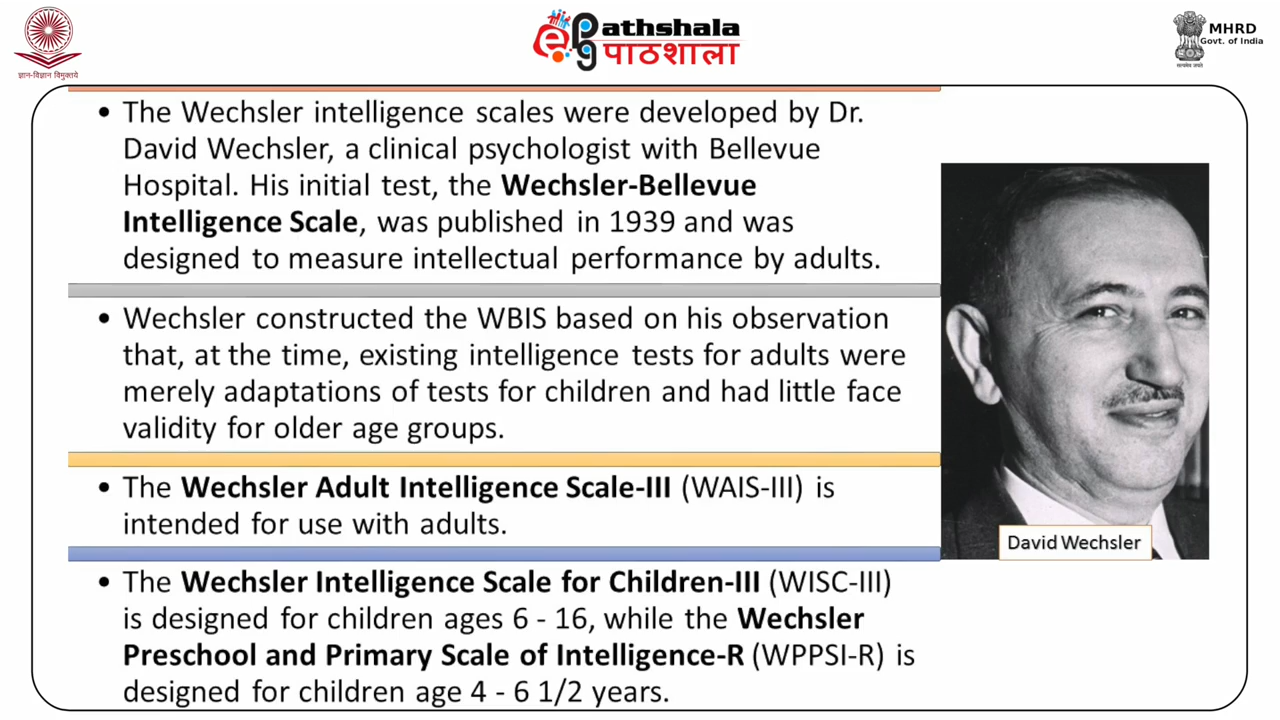 ज्ञान-विज्ञान विमुक्तये
ePG athshala
पाठशाला
MHRD
Govt. of India
सत्यमेव जयते
• The Wechsler intelligence scales were developed by Dr.
David Wechsler, a clinical psychologist with Bellevue
Hospital. His initial test, the Wechsler-Bellevue
Intelligence Scale, was published in 1939 and was
designed to measure intellectual performance by adults.
• Wechsler constructed the WBIS based on his observation
that, at the time, existing intelligence tests for adults were
merely adaptations of tests for children and had little face
validity for older age groups.
• The Wechsler Adult Intelligence Scale-III (WAIS-III) is
intended for use with adults.
• The Wechsler Intelligence Scale for Children-III (WISC-III)
is designed for children ages 6 - 16, while the Wechsler
Preschool and Primary Scale of Intelligence-R (WPPSI-R) is
designed for children age 4 - 6 1/2 years.
David Wechsler